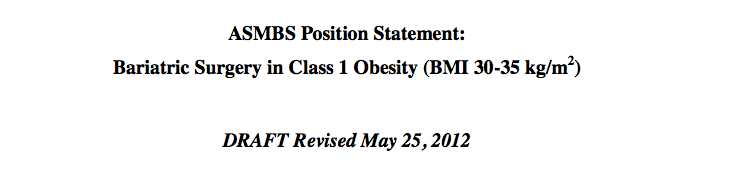 ASMBS Position Statement:
Bariatric Surgery in Class 1 Obesity (BMI 30-35 kg/m²)
DRAFT Revised May 25, 2012